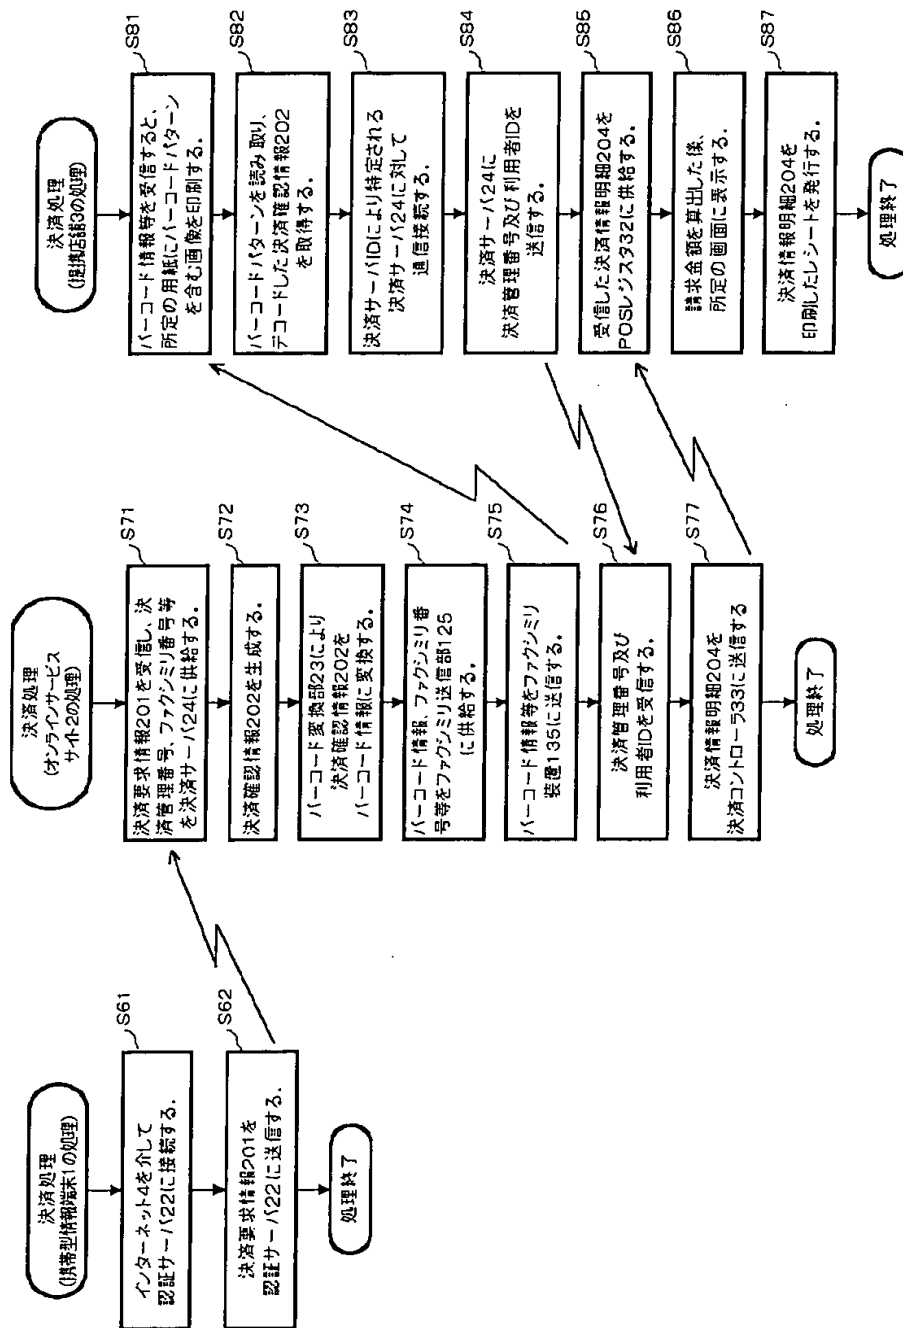 決済処理
(携帯型情報端末1の処理)
S61
インターネット4を介して
認証サーバ22に接続する。
S62
決済要求情報201を
認証サーバ22に送信する。
処理終了
決済処理
(オンラインサービス
サイト2の処理)
S71
決済要求情報201を受信し、決
済管理番号、ファクシミリ番号等
を決済サーバ24に供給する。
S72
決済確認情報202を生成する。
S73
バーコード変換部23により
決済確認情報202を
バーコード情報に変換する。
S74
バーコード情報、ファクシミリ番
号等をファクシミリ送信部125
に供給する。
S75
バーコード情報等をファクシミリ
装置135に送信する。
S76
決済管理番号及び
利用者IDを受信する。
S77
決済情報明細204を
決済コントローラ33に送信する
処理終了
決済処理
(提携店舗3の処理)
S81
バーコード情報等を受信すると、
所定の用紙にバーコードパターン
を含む画像を印刷する。
S82
バーコードパターンを読み取り、
デコードした決済確認情報202
を取得する。
S83
決済サーバIDにより特定される
決済サーバ24に対して
通信接続する。
S84
決済サーバ24に
決済管理番号及び利用者IDを
送信する。
S85
受信した決済情報明細204を
POSレジスタ32に供給する。
S86
請求金額を算出した後、
所定の画面に表示する。
S87
決済情報明細204を
印刷したレシートを発行する。
処理終了